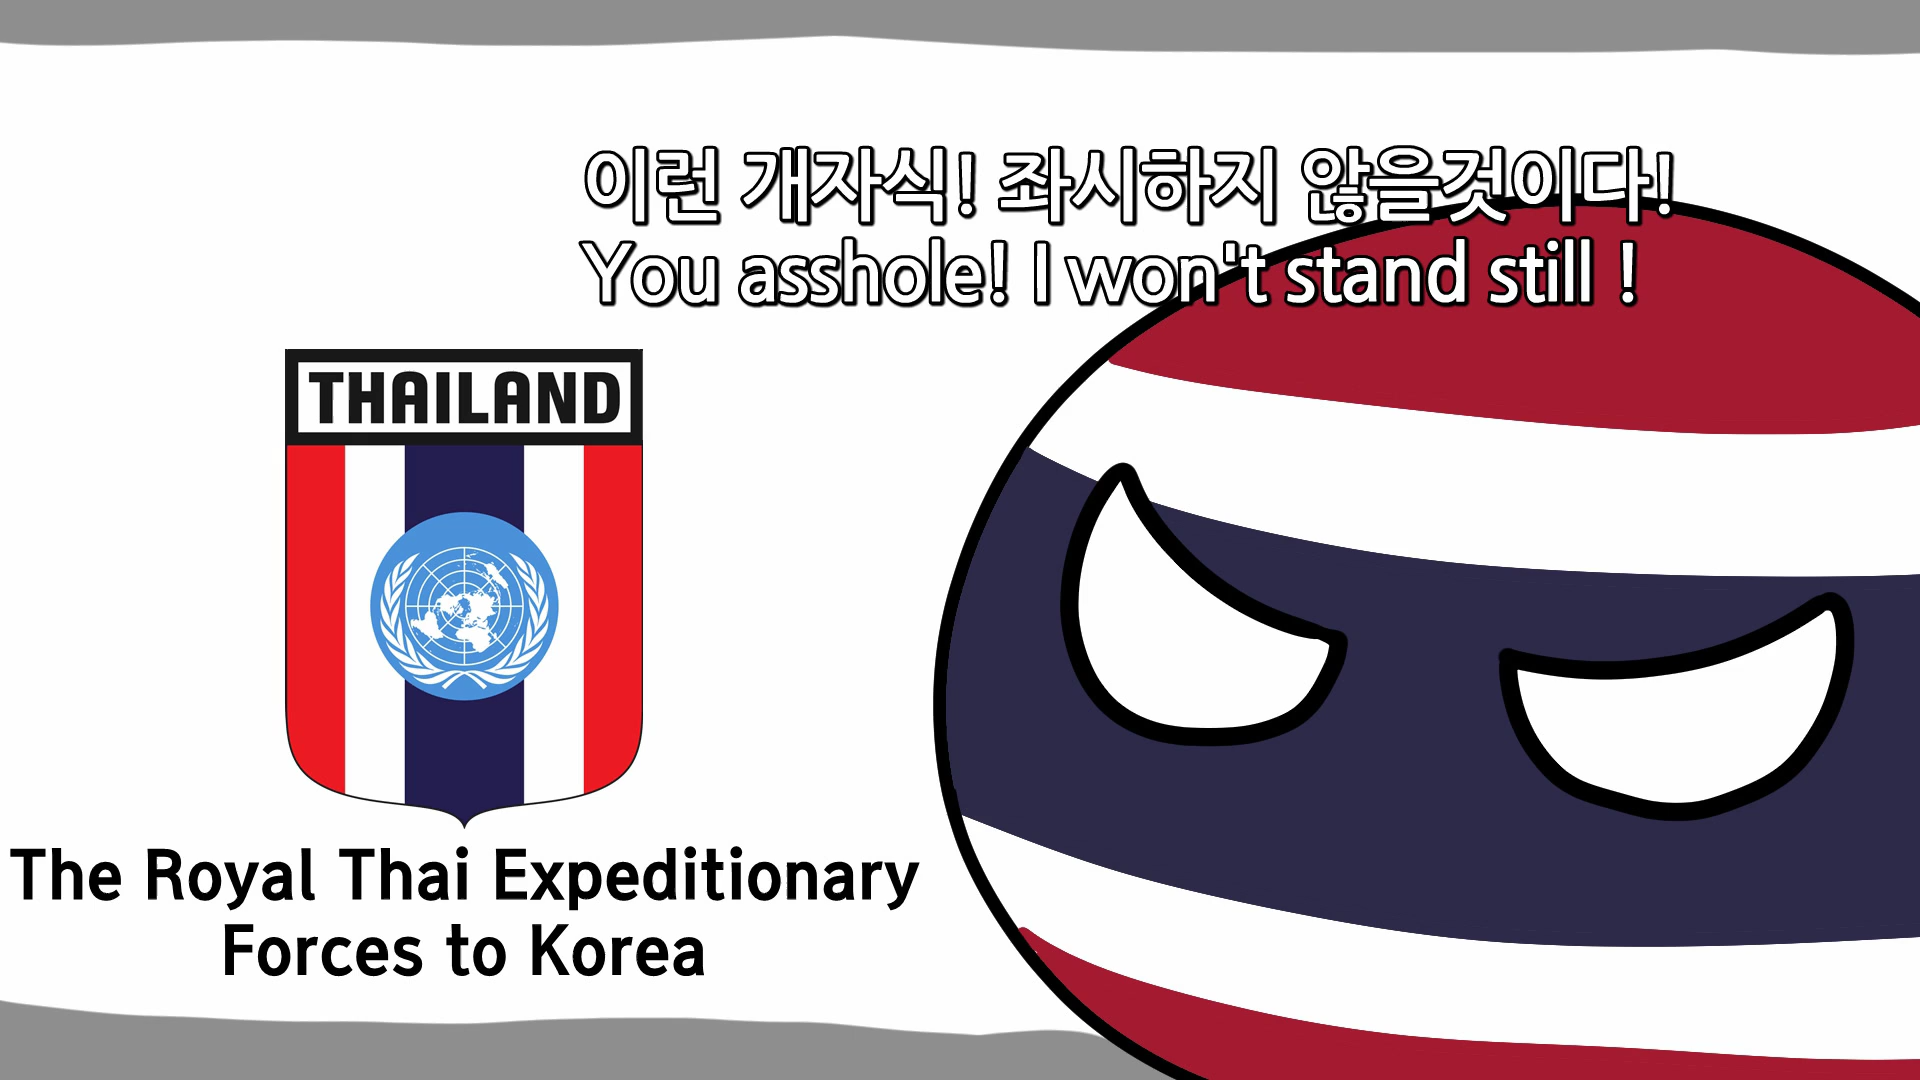 이런 개자식! 좌시하지 않을것이다!
You asshole! I won't stand still !
THAILAND
The Royal Thai Expeditionary
Forces to Korea